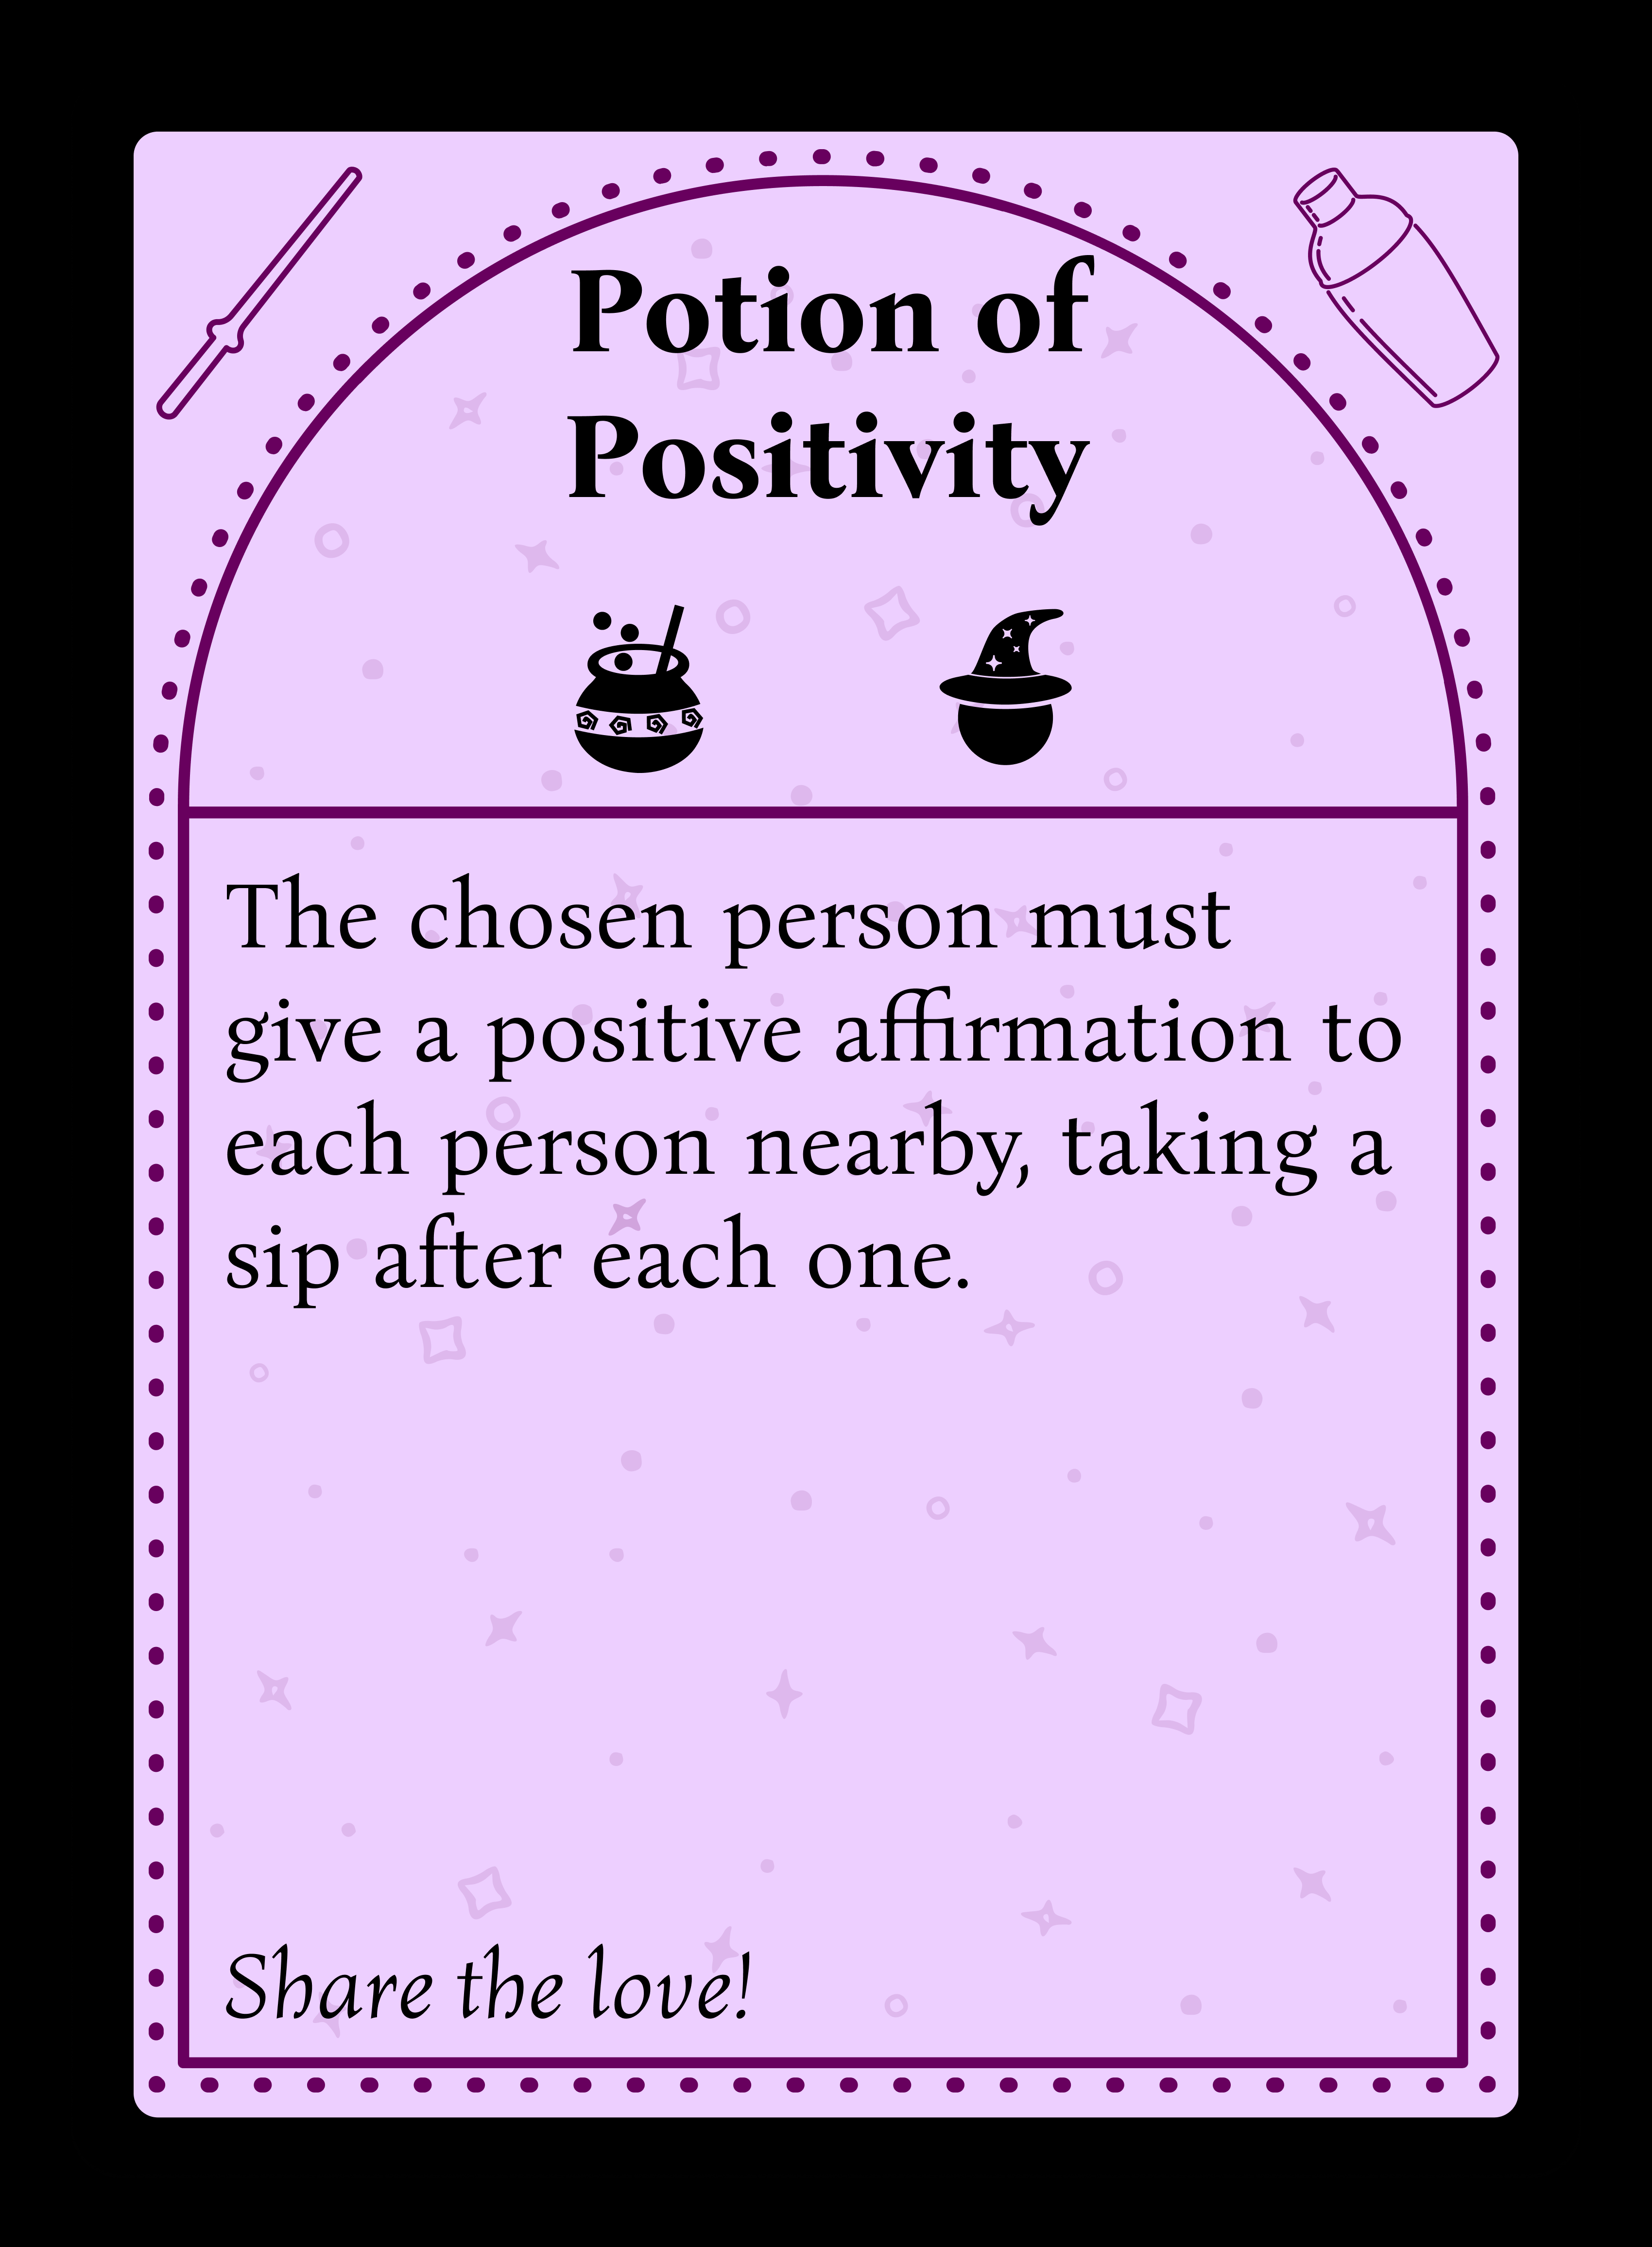 Potion of
Positivity
The chosen person must
give a positive affirmation to
each person nearby, taking a
sip after each one.
Share the love!